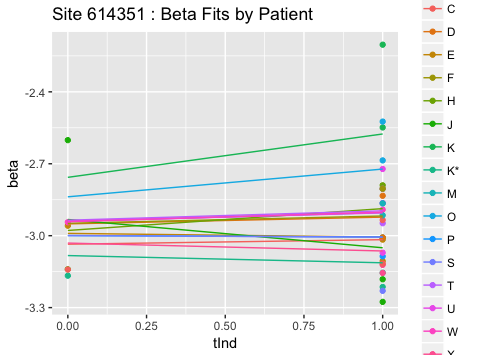 Site 614351 : Beta Fits by Patient
beta
-2.4
-2.7
-3.0
-3.3
0.00 0.25 0.50 0.75 1.00
tInd
C
D
E
F
H
J
K
K*
M
O
P
S
T
U
W